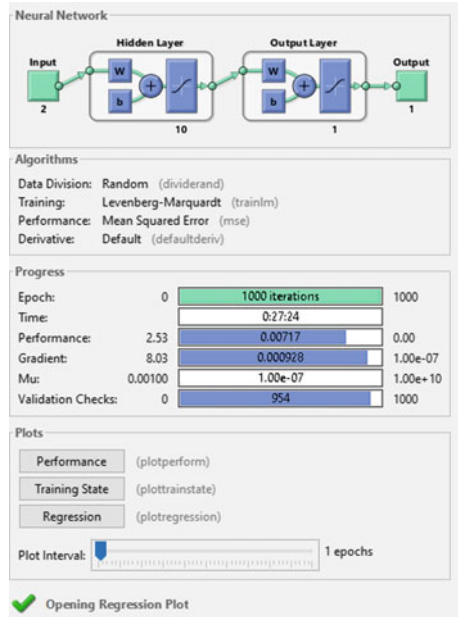 Neural Network
Hidden Layer Output Layer
Input Output
W W
b b
2 10 1 1
Algorithms
Data Division: Random (dividerand)
Training: Levenberg-Marquardt (trainlm)
Performance: Mean Squared Error (mse)
Derivative: Default (defaultderiv)
Progress
Epoch: 0 1000 iterations 1000
Time: 0:27:24
Performance: 2.53 0.00717 0.00
Gradient: 8.03 0.000928 1.00e-07
Mu: 0.00100 1.00e-07 1.00e+10
Validation Checks: 0 954 1000
Plots
Performance (plotperform)
Training State (plottrainstate)
Regression (plotregression)
Plot Interval: 1 epochs
Opening Regression Plot